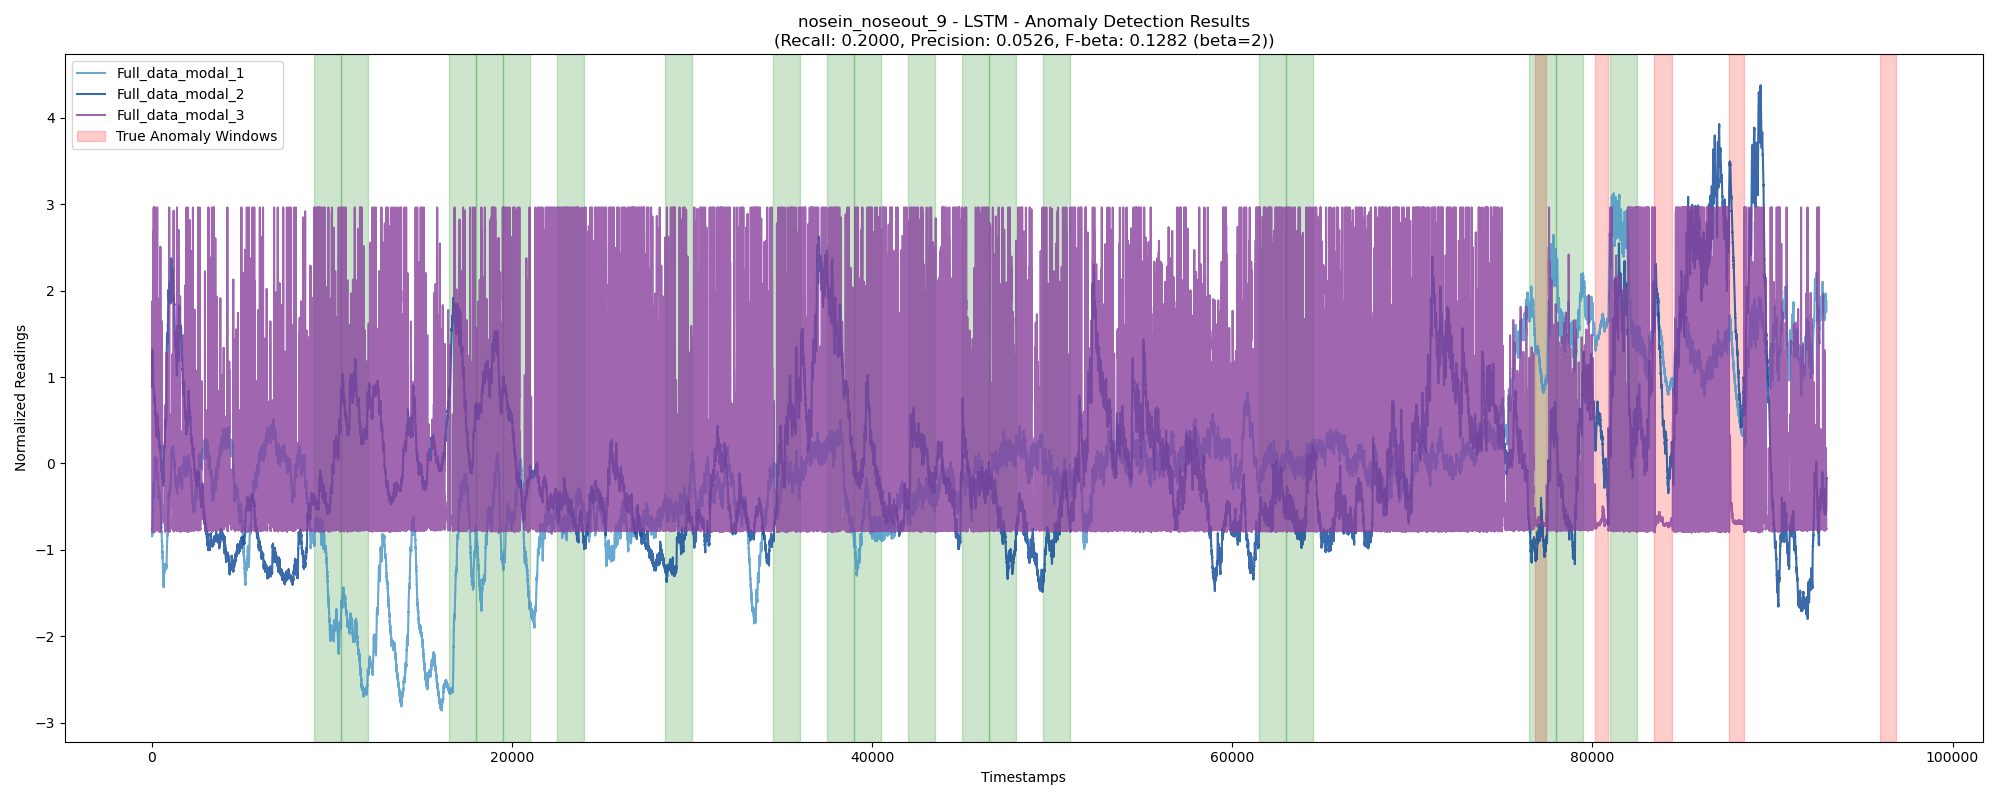 nosein_noseout_9 - LSTM - Anomaly Detection Results
(Recall: 0.2000, Precision: 0.0526, F-beta: 0.1282 (beta=2))
Full_data_modal_1
Full_data_modal_2
Full_data_modal_3
True Anomaly Windows
Normalized Readings
4
3
2
1
0
−1
−2
−3
0
20000
40000
60000
80000
100000
Timestamps